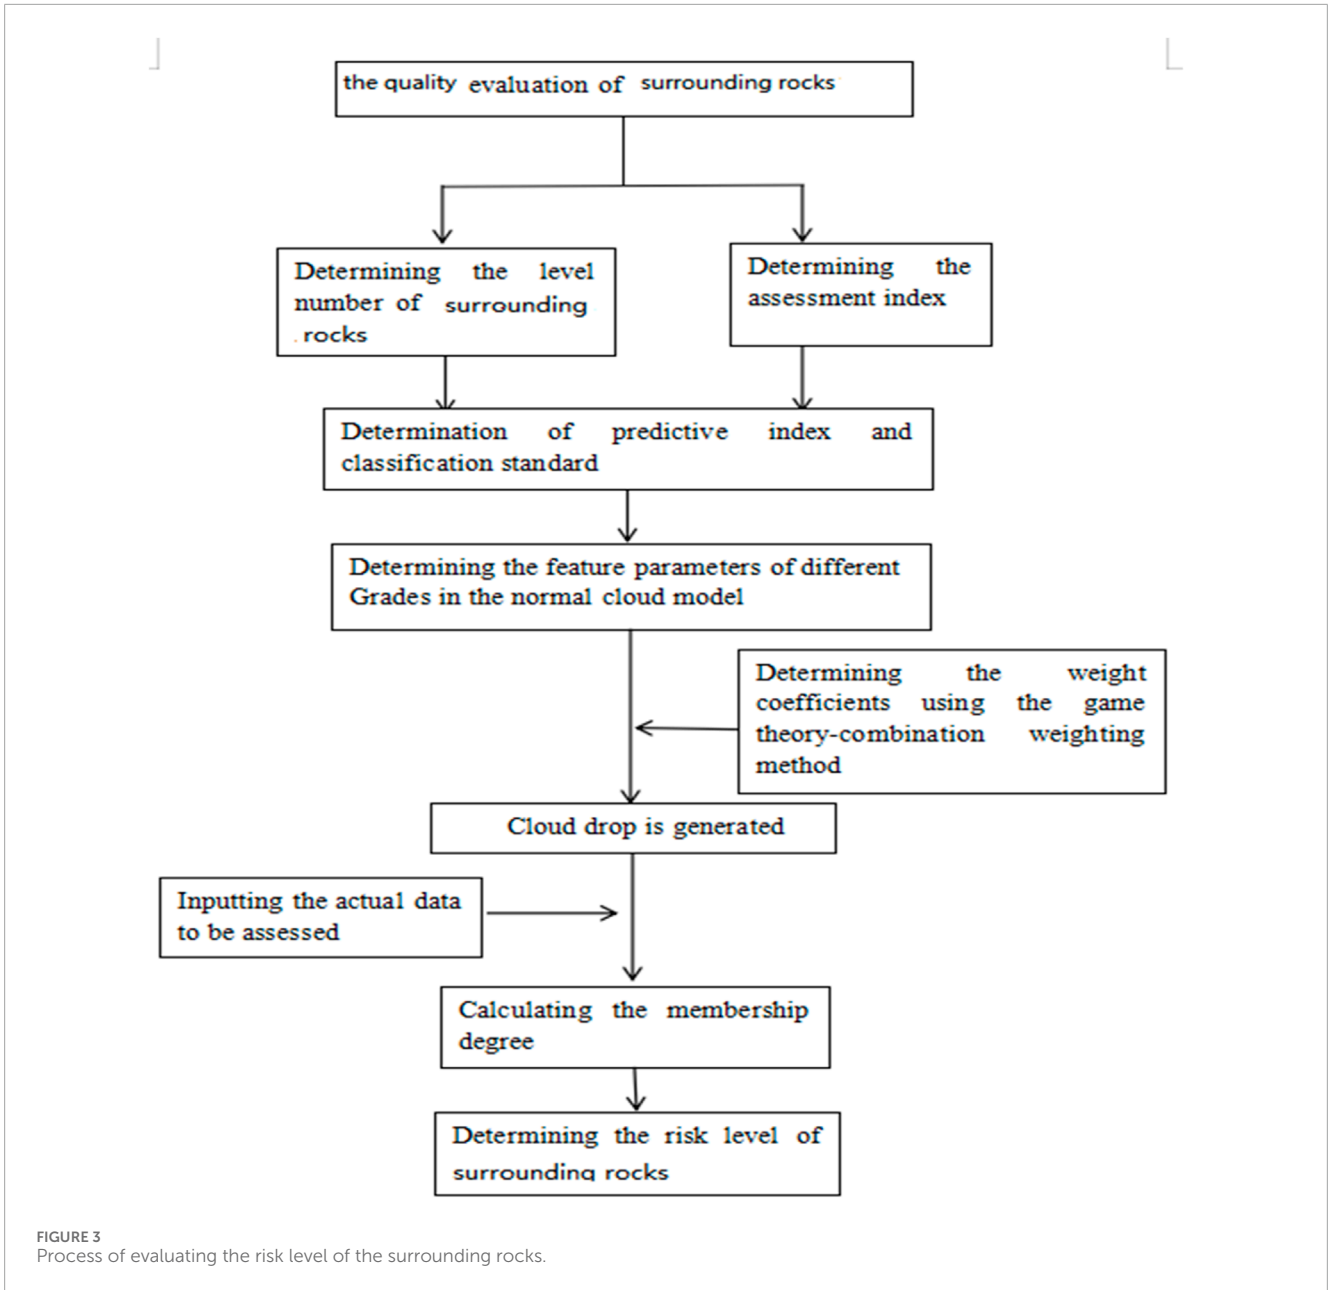 the quality evaluation of surrounding rocks
Determining the level
number of surrounding
rocks
Determining the
assessment index
Determination of predictive index and
classification standard
Determining the feature parameters of different
Grades in the normal cloud model
Determining the weight
coefficients using the game
theory-combination weighting
method
Cloud drop is generated
Inputting the actual data
to be assessed
Calculating the membership
degree
Determining the risk level of
surrounding rocks
FIGURE 3
Process of evaluating the risk level of the surrounding rocks.